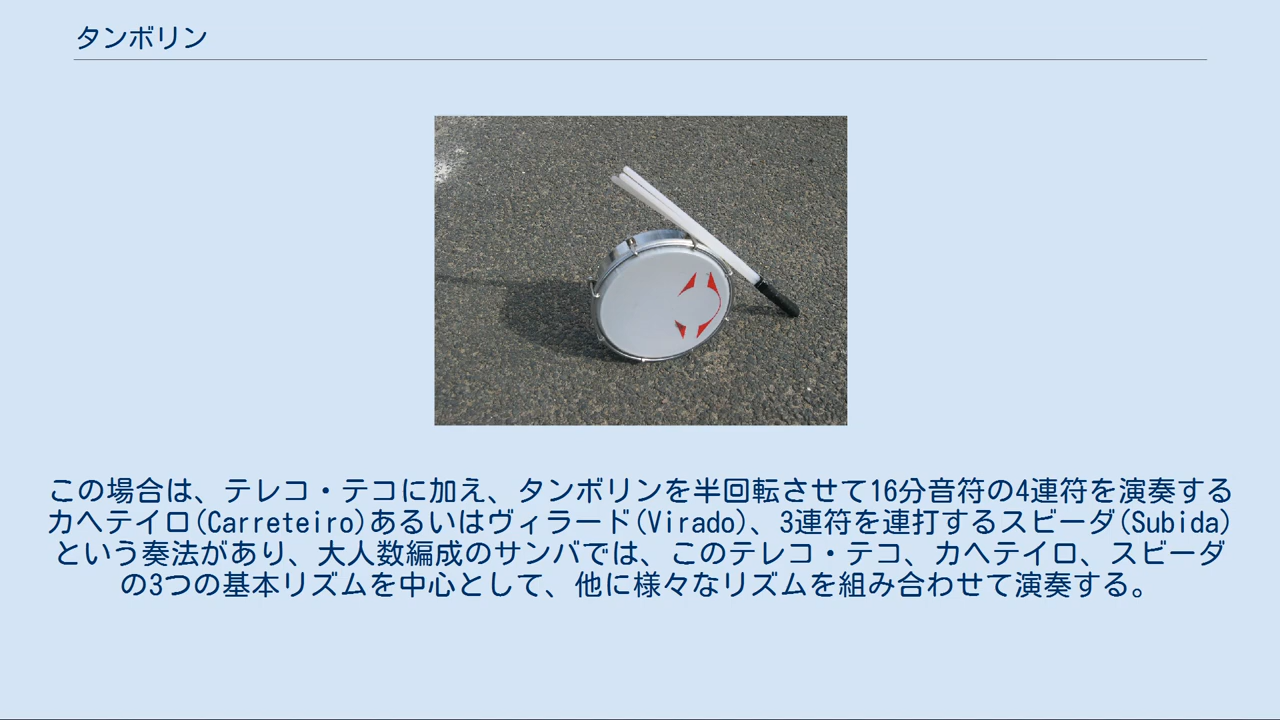 タンボリン
この場合は、テレコ・テコに加え、タンボリンを半回転させて16分音符の4連符を演奏する
カヘテイロ(Carreteiro)あるいはヴィラード(Virado)、3連符を連打するスビーダ(Subida)
という奏法があり、大人数編成のサンバでは、このテレコ・テコ、カヘテイロ、スビーダ
の3つの基本リズムを中心として、他に様々なリズムを組み合わせて演奏する。